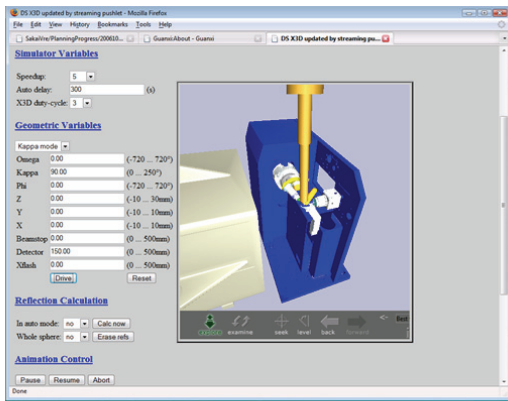 DS X3D updated by streaming pushlet - Mozilla Firefox
File Edit View History Bookmarks Tools Help
SakaiVre/PlanningProgress/200610...
Guanxi:About - Guanxi
DS X3D updated by streaming pu...
Simulator Variables
Speedup: 5
Auto delay: 300 (s)
X3D duty-cycle: 3
Geometric Variables
Kappa mode
Omega 0.00 (-720 ... 720°)
Kappa 90.00 (0 ... 250°)
Phi 0.00 (-720 ... 720°)
Z 0.00 (-10 ... 30mm)
Y 0.00 (-10 ... 10mm)
X 0.00 (-10 ... 10mm)
Beamstop 0.00 (0 ... 500mm)
Detector 150.00 (0 ... 500mm)
Xflash 0.00 (0 ... 500mm)
Drive Reset
Reflection Calculation
In auto mode: no Calc now
Whole sphere: no Erase refs
examine seek level back forward
Animation Control
Pause Resume Abort
Done